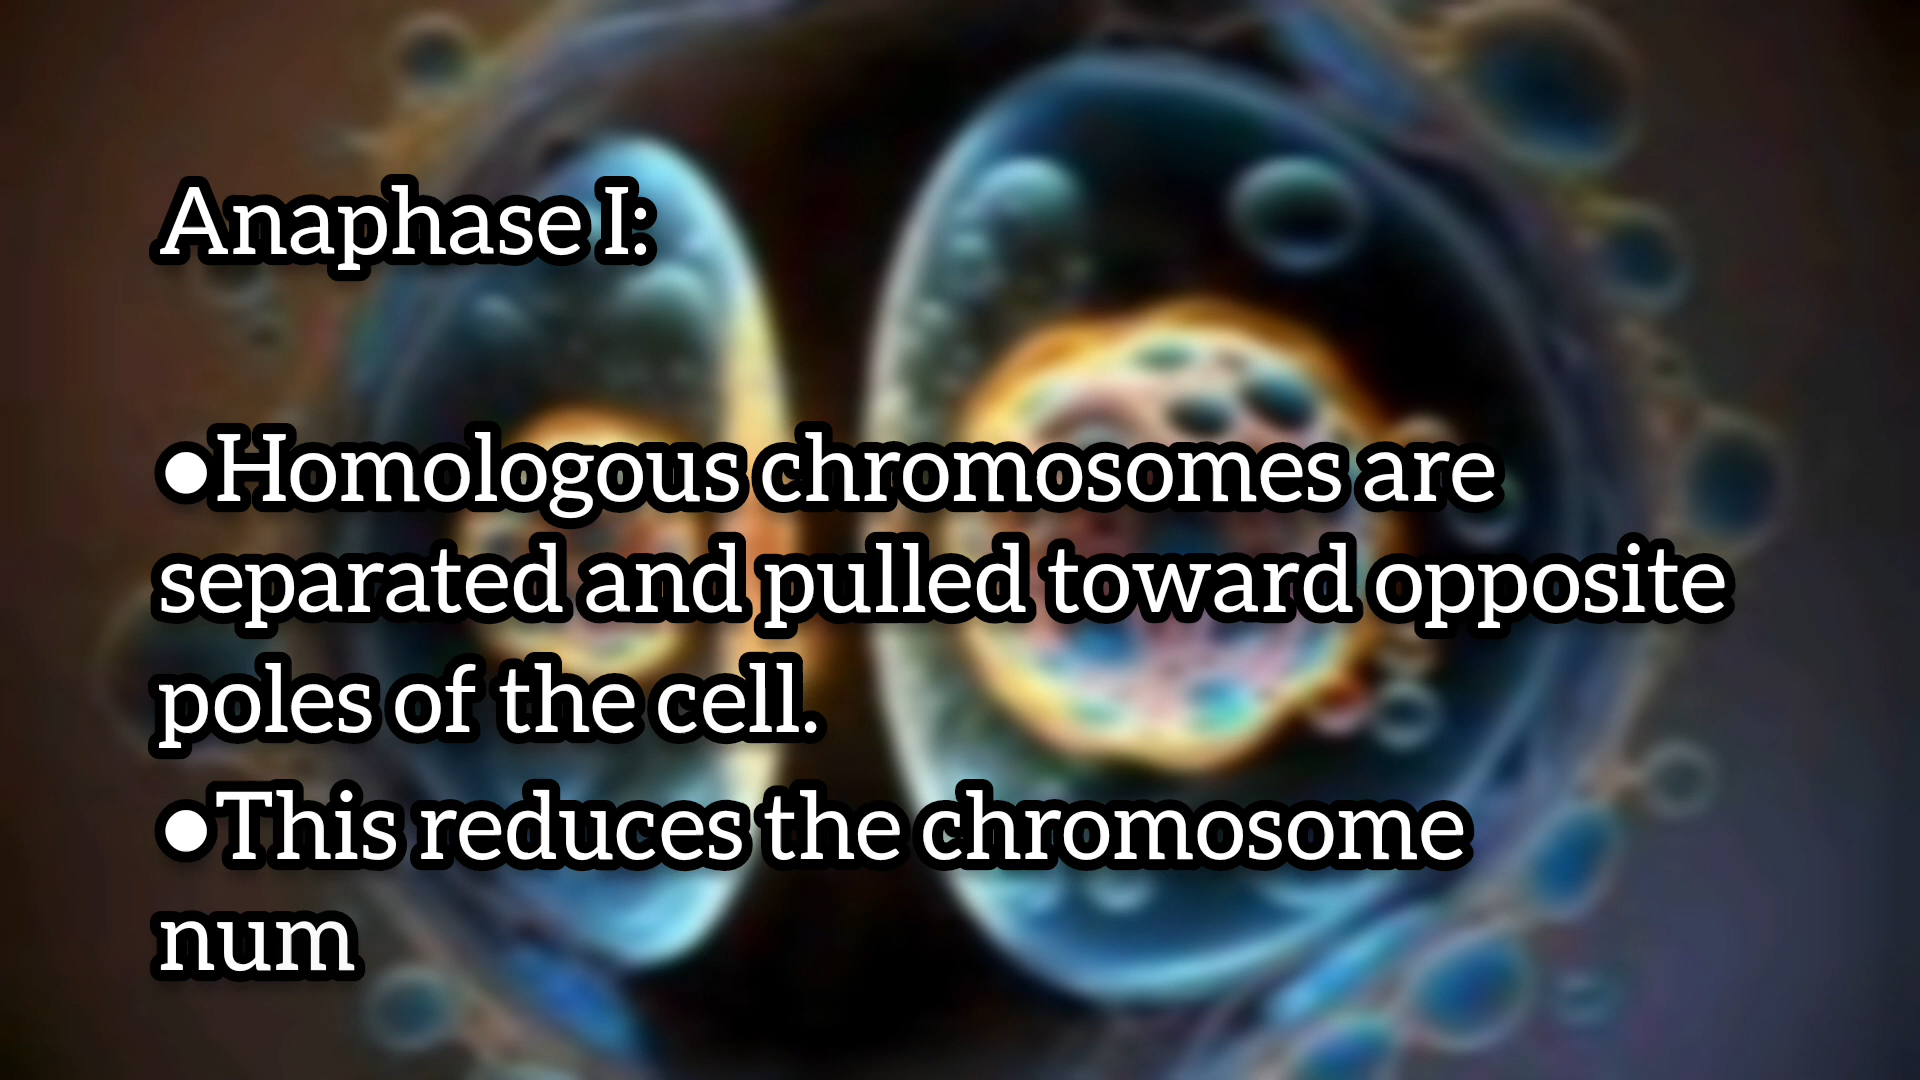 Anaphase I:
●Homologous chromosomes are
separated and pulled toward opposite
poles of the cell.
●This reduces the chromosome
num